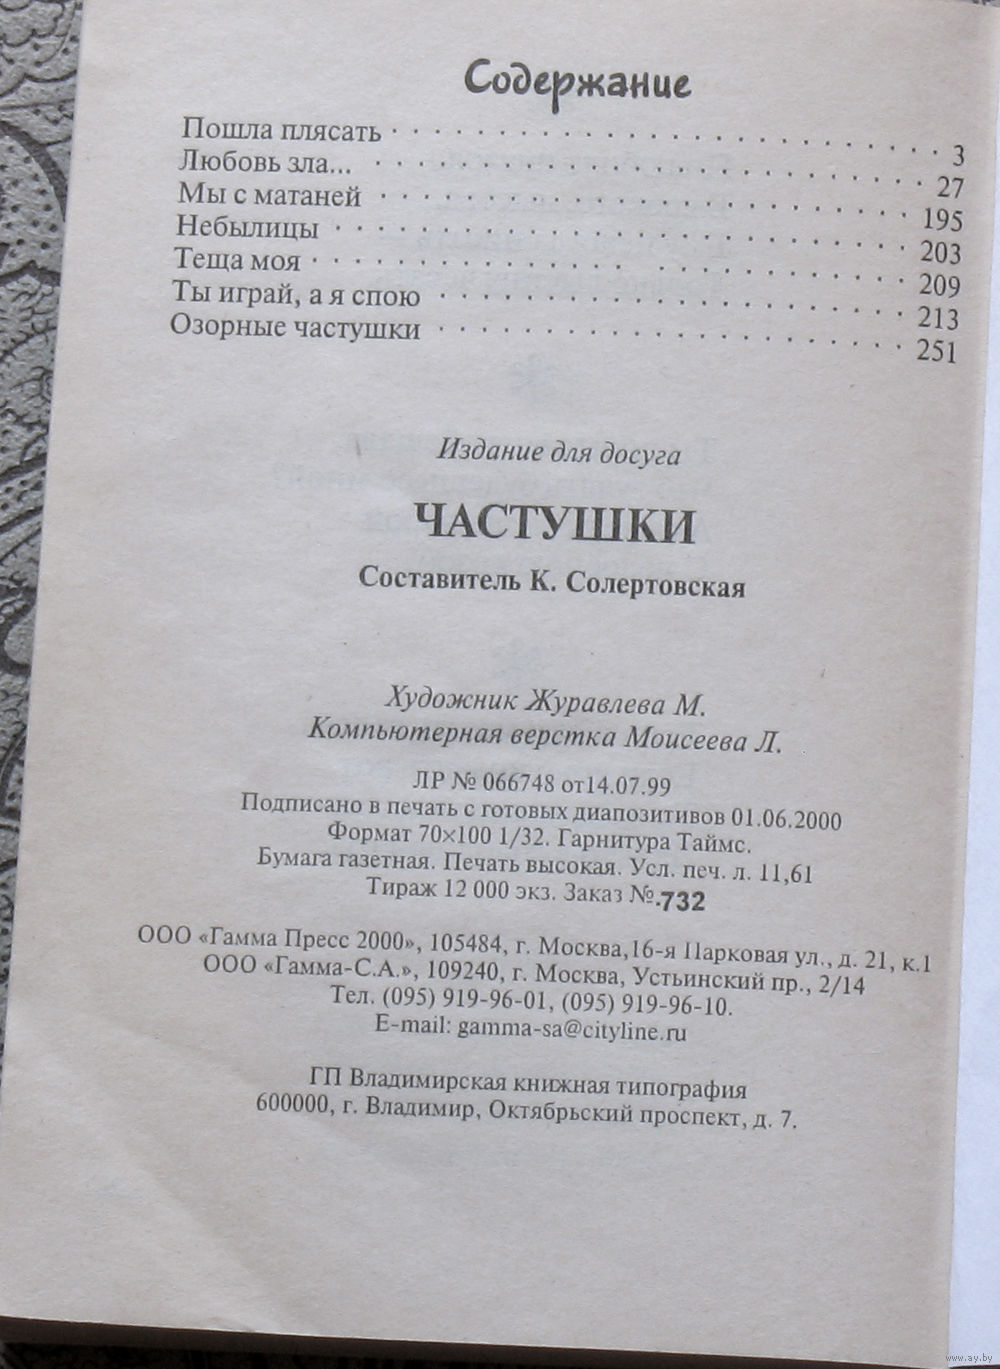 Содержание
Пошла плясать . . . . . . . . . . . . . . . . . . . . . . . . 3
Любовь зла... . . . . . . . . . . . . . . . . . . . . . . . . 27
Мы с матаней . . . . . . . . . . . . . . . . . . . . . . . . 195
Небылицы . . . . . . . . . . . . . . . . . . . . . . . . 203
Теща моя . . . . . . . . . . . . . . . . . . . . . . . . 209
Ты играй, а я спою . . . . . . . . . . . . . . . . . . . . . 213
Озорные частушки . . . . . . . . . . . . . . . . . . . . . 251
Издание для досуга
ЧАСТУШКИ
Составитель К. Солертовская
Художник Журавлева М.
Компьютерная верстка Моисеева Л.
ЛР № 066748 от14.07.99
Подписано в печать с готовых диапозитивов 01.06.2000
Формат 70×100 1/32. Гарнитура Таймс.
Бумага газетная. Печать высокая. Усл. печ. л. 11,61
Тираж 12 000 экз. Заказ №.732
ООО «Гамма Пресс 2000», 105484, г. Москва,16-я Парковая ул., д. 21, к.1
ООО «Гамма-С.А.», 109240, г. Москва, Устьинский пр., 2/14
Тел. (095) 919-96-01, (095) 919-96-10.
E-mail: gamma-sa@cityline.ru
ГП Владимирская книжная типография
600000, г. Владимир, Октябрьский проспект, д. 7.
www.ay.by